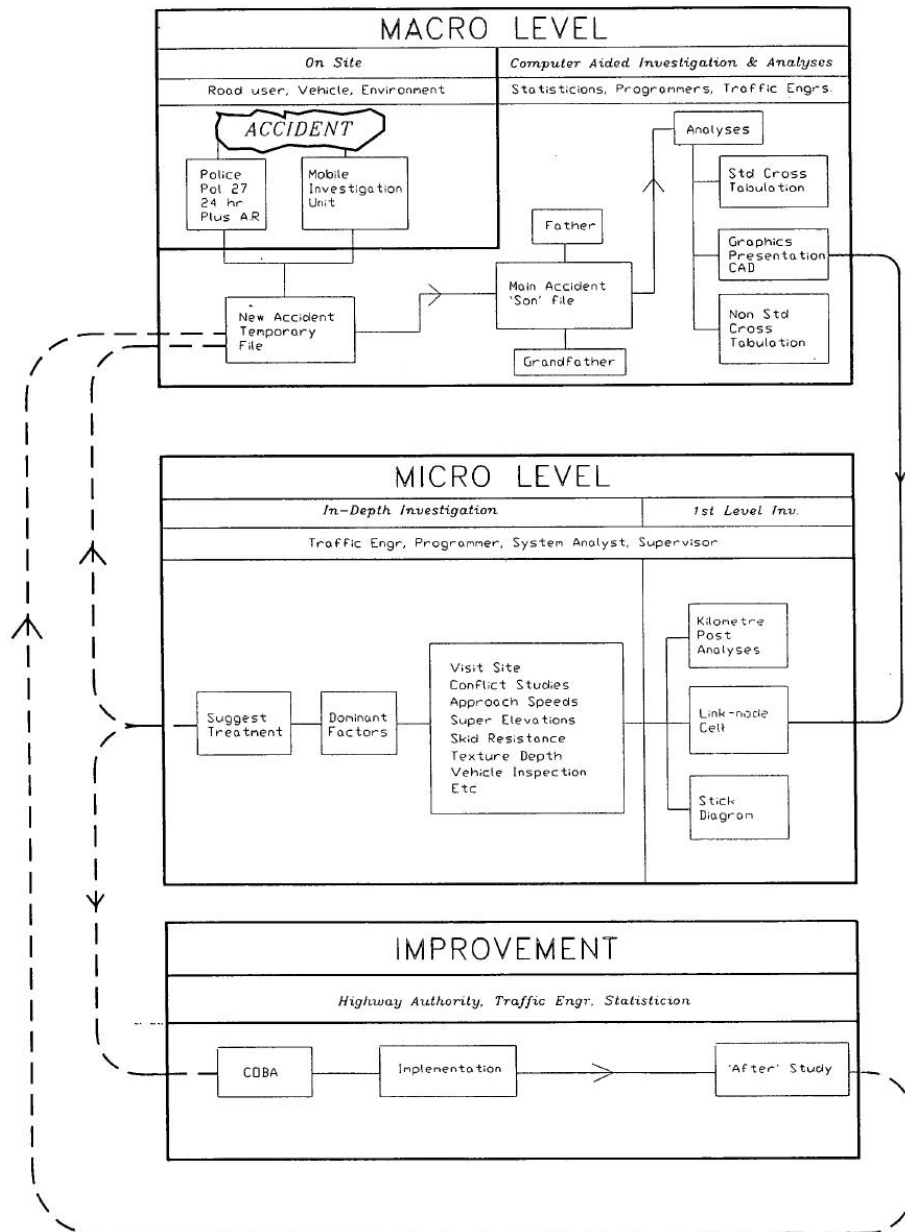 MACRO LEVEL
On Site
Computer Aided Investigation & Analyses
Road user, Vehicle, Environment
Statisticions, Programmers, Traffic Engrs.
ACCIDENT
Analyses
Police
Pol 27
24 hr
Plus A.R
Mobile
Investigation
Unit
Std Cross
Tabulation
Father
Graphics
Presentation
CAD
Main Accident
'Son' file
New Accident
Temporary
File
Non Std
Cross
Tabulation
Grandfather
MICRO LEVEL
In-Depth Investigation
1st Level Inv.
Traffic Engr, Programmer, System Analyst, Supervisor
Kilometre
Post
Analyses
Visit Site
Conflict Studies
Approach Speeds
Super Elevations
Skid Resistance
Texture Depth
Vehicle Inspection
Etc
Suggest
Treatment
Dominant
Factors
Link-node
Cell
Stick
Diagram
IMPROVEMENT
Highway Authority, Traffic Engr, Statisticion
COBA
Implementation
'After' Study